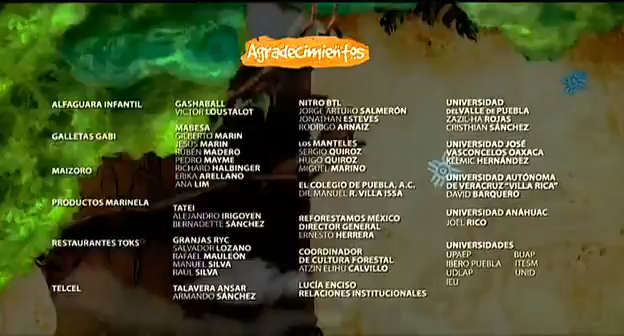 Agradecimientos
ALFAGUARA INFANTIL
GALLETAS GABI
MAIZORO
PRODUCTOS MARINELA
RESTAURANTES TOKS
TELCEL
GASHABALL
VICTOR LOUSTALOT
MABESA
GILBERTO MARIN
JESÚS MARIN
RUBÉN MADERO
PEDRO MAYME
RICHARD HALBINGER
ERIKA ARELLANO
ANA LIM
TATEI
ALEJANDRO IRIGOYEN
BERNADETTE SÁNCHEZ
GRANJAS RYC
SALVADOR LOZANO
RAFAEL MAULEÓN
MANUEL SILVA
RAÚL SILVA
TALAVERA ANSAR
ARMANDO SÁNCHEZ
NITRO BTL
JORGE ARTURO SALMERÓN
JONATHAN ESTEVES
RODRIGO ARNAIZ
LOS MANTELES
SERGIO QUIROZ
HUGO QUIROZ
MIGUEL MARINO
EL COLEGIO DE PUEBLA, A.C.
DR. MANUEL R. VILLA ISSA
REFORESTAMOS MÉXICO
DIRECTOR GENERAL
ERNESTO HERRERA
COORDINADOR
DE CULTURA FORESTAL
ATZIN ELIHU CALVILLO
LUCÍA ENCISO
RELACIONES INSTITUCIONALES
UNIVERSIDAD
DEL VALLE DE PUEBLA
ZAZIL-HA ROJAS
CRISTHIAN SÁNCHEZ
UNIVERSIDAD JOSÉ
VASCONCELOS OAXACA
KELMIC HERNÁNDEZ
UNIVERSIDAD AUTÓNOMA
DE VERACRUZ "VILLA RICA"
DAVID BARQUERO
UNIVERSIDAD ANÁHUAC
JOEL RICO
UNIVERSIDADES
UPAEP BUAP
IBERO PUEBLA ITESM
UDLAP UNID
IEU